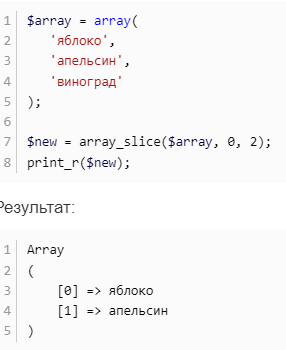 1 $array = array(
2 'яблоко',
3 'апельсин',
4 'виноград'
5 );
6
7 $new = array_slice($array, 0, 2);
8 print_r($new);
Результат:
1 Array
2 (
3 [0] => яблоко
4 [1] => апельсин
5 )